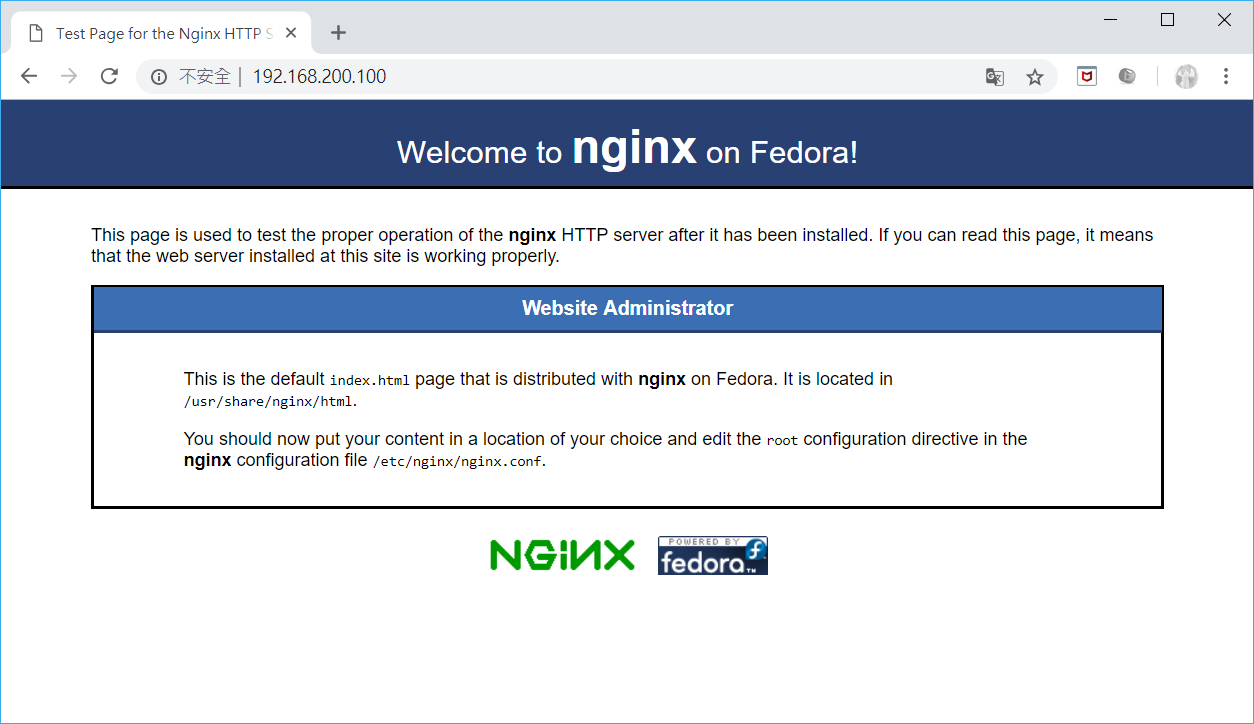 Test Page for the Nginx HTTP S
不安全 | 192.168.200.100
Welcome to nginx on Fedora!
This page is used to test the proper operation of the nginx HTTP server after it has been installed. If you can read this page, it means
that the web server installed at this site is working properly.
Website Administrator
This is the default index.html page that is distributed with nginx on Fedora. It is located in
/usr/share/nginx/html.
You should now put your content in a location of your choice and edit the root configuration directive in the
nginx configuration file /etc/nginx/nginx.conf.
NGiNX
POWERED BY
fedora™